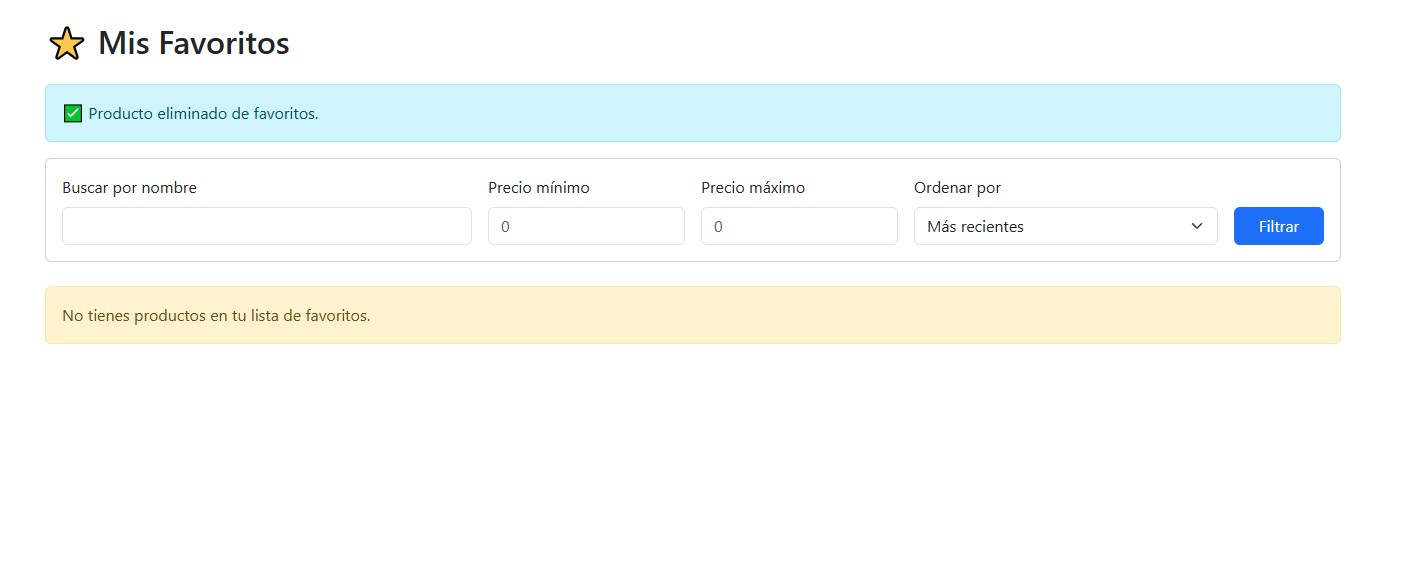 Mis Favoritos
Producto eliminado de favoritos.
Buscar por nombre Precio mínimo Precio máximo Ordenar por
0 0 Más recientes Filtrar
No tienes productos en tu lista de favoritos.